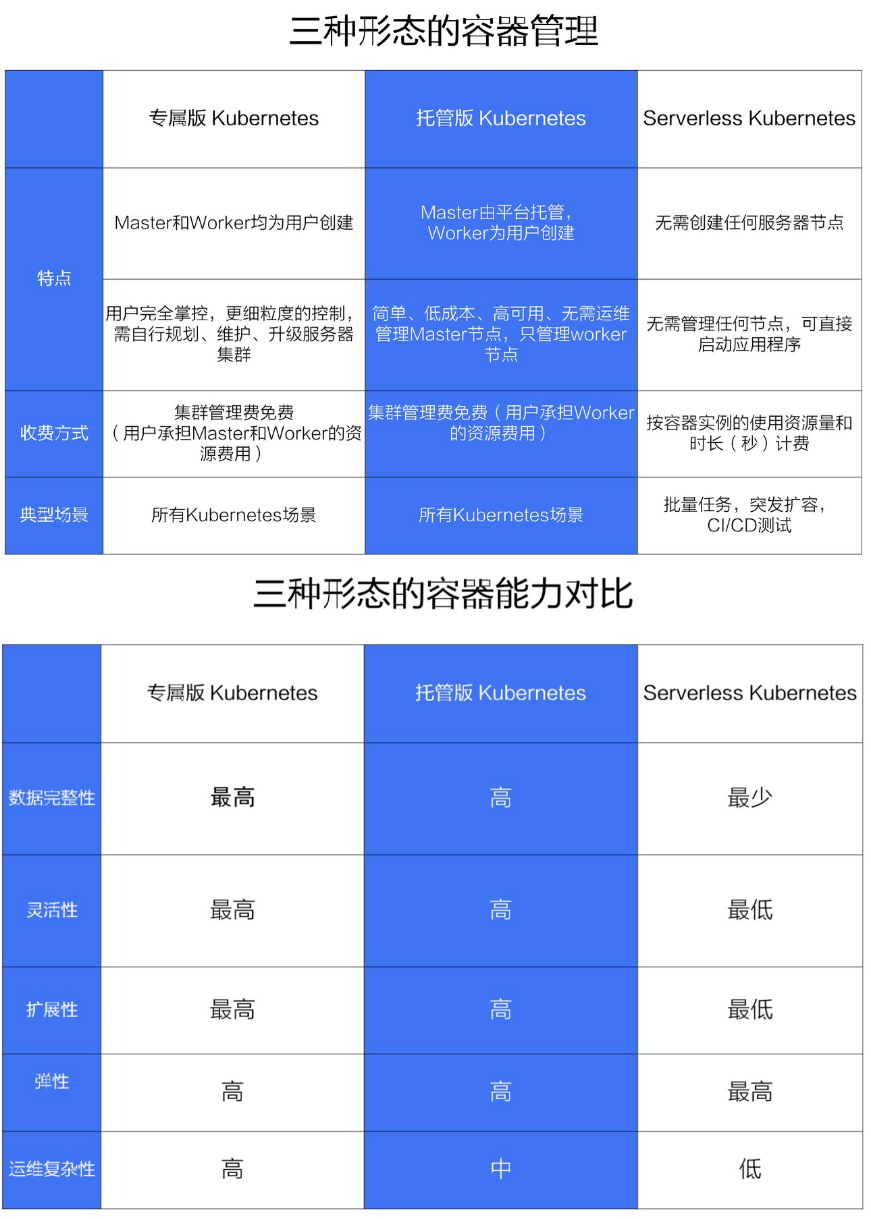 三种形态的容器管理
专属版 Kubernetes
托管版 Kubernetes
Serverless Kubernetes
特点
Master和Worker均为用户创建
Master由平台托管，
Worker为用户创建
无需创建任何服务器节点
用户完全掌控，更细粒度的控制，
需自行规划、维护、升级服务器
集群
简单、低成本、高可用、无需运维
管理Master节点，只管理worker
节点
无需管理任何节点，可直接
启动应用程序
收费方式
集群管理费免费
（用户承担Master和Worker的资
源费用）
集群管理费免费（用户承担Worker
的资源费用）
按容器实例的使用资源量和
时长（秒）计费
典型场景
所有Kubernetes场景
所有Kubernetes场景
批量任务，突发扩容，
CI/CD测试
三种形态的容器能力对比
专属版 Kubernetes
托管版 Kubernetes
Serverless Kubernetes
数据完整性
最高
高
最少
灵活性
最高
高
最低
扩展性
最高
高
最低
弹性
高
高
最高
运维复杂性
高
中
低